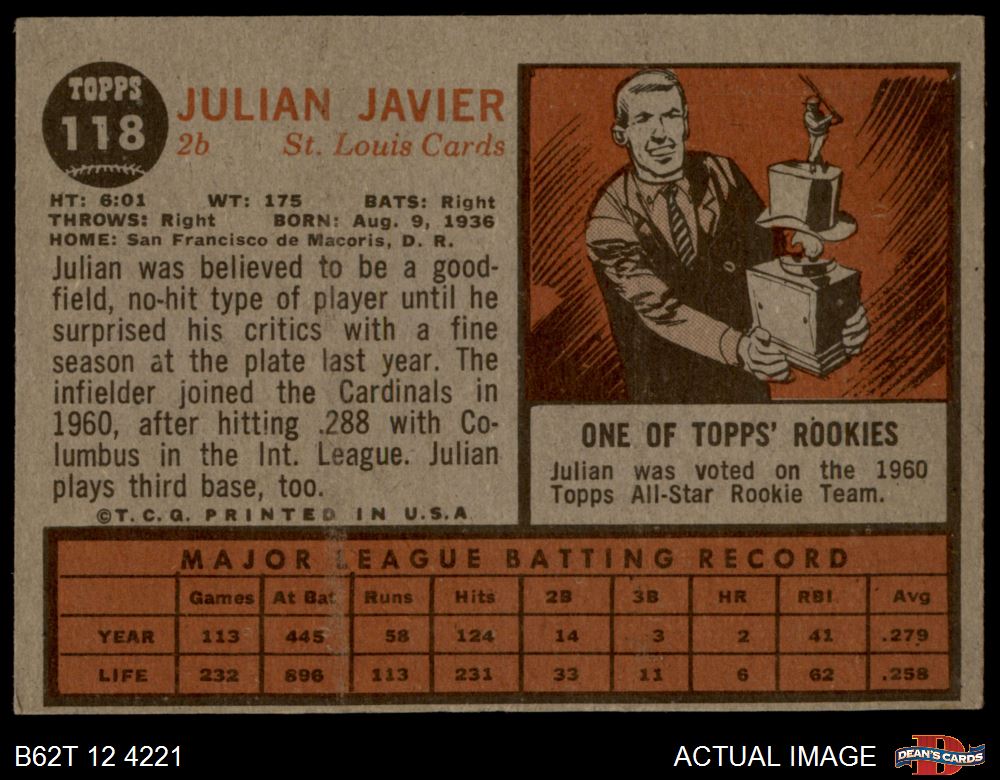 TOPPS
118
JULIAN JAVIER
2b St. Louis Cards
HT: 6:01 WT: 175 BATS: Right
THROWS: Right BORN: Aug. 9, 1936
HOME: San Francisco de Macoris, D. R.
Julian was believed to be a good-
field, no-hit type of player until he
surprised his critics with a fine
season at the plate last year. The
infielder joined the Cardinals in
1960, after hitting .288 with Co-
lumbus in the Int. League. Julian
plays third base, too.
©T. C. G. PRINTED IN U.S.A
ONE OF TOPPS' ROOKIES
Julian was voted on the 1960
Topps All-Star Rookie Team.
MAJOR LEAGUE BATTING RECORD
Games At Bat Runs Hits 2B 3B HR RBI Avg
YEAR 113 445 58 124 14 3 2 41 .279
LIFE 232 896 113 231 33 11 6 62 .258
B62T 12 4221
ACTUAL IMAGE
D
DEAN'S CARDS